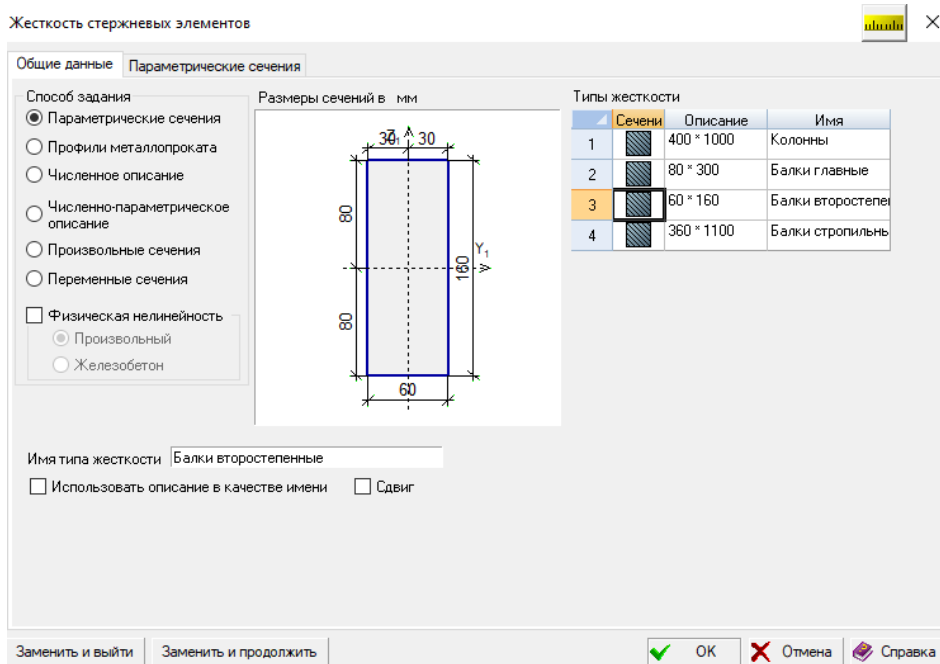 Жесткость стержневых элементов
Общие данные
Параметрические сечения
Способ задания
Параметрические сечения
Профили металлопроката
Численное описание
Численно-параметрическое
описание
Произвольные сечения
Переменные сечения
Физическая нелинейность
Произвольный
Железобетон
Размеры сечений в мм
30 Z1 30
80
160
Y1
80
60
Типы жесткости
Сечени Описание Имя
1 400 * 1000 Колонны
2 80 * 300 Балки главные
3 60 * 160 Балки второстепен
4 360 * 1100 Балки стропильнь
Имя типа жесткости Балки второстепенные
Использовать описание в качестве имени
Сдвиг
Заменить и выйти
Заменить и продолжить
OK
Отмена
Справка